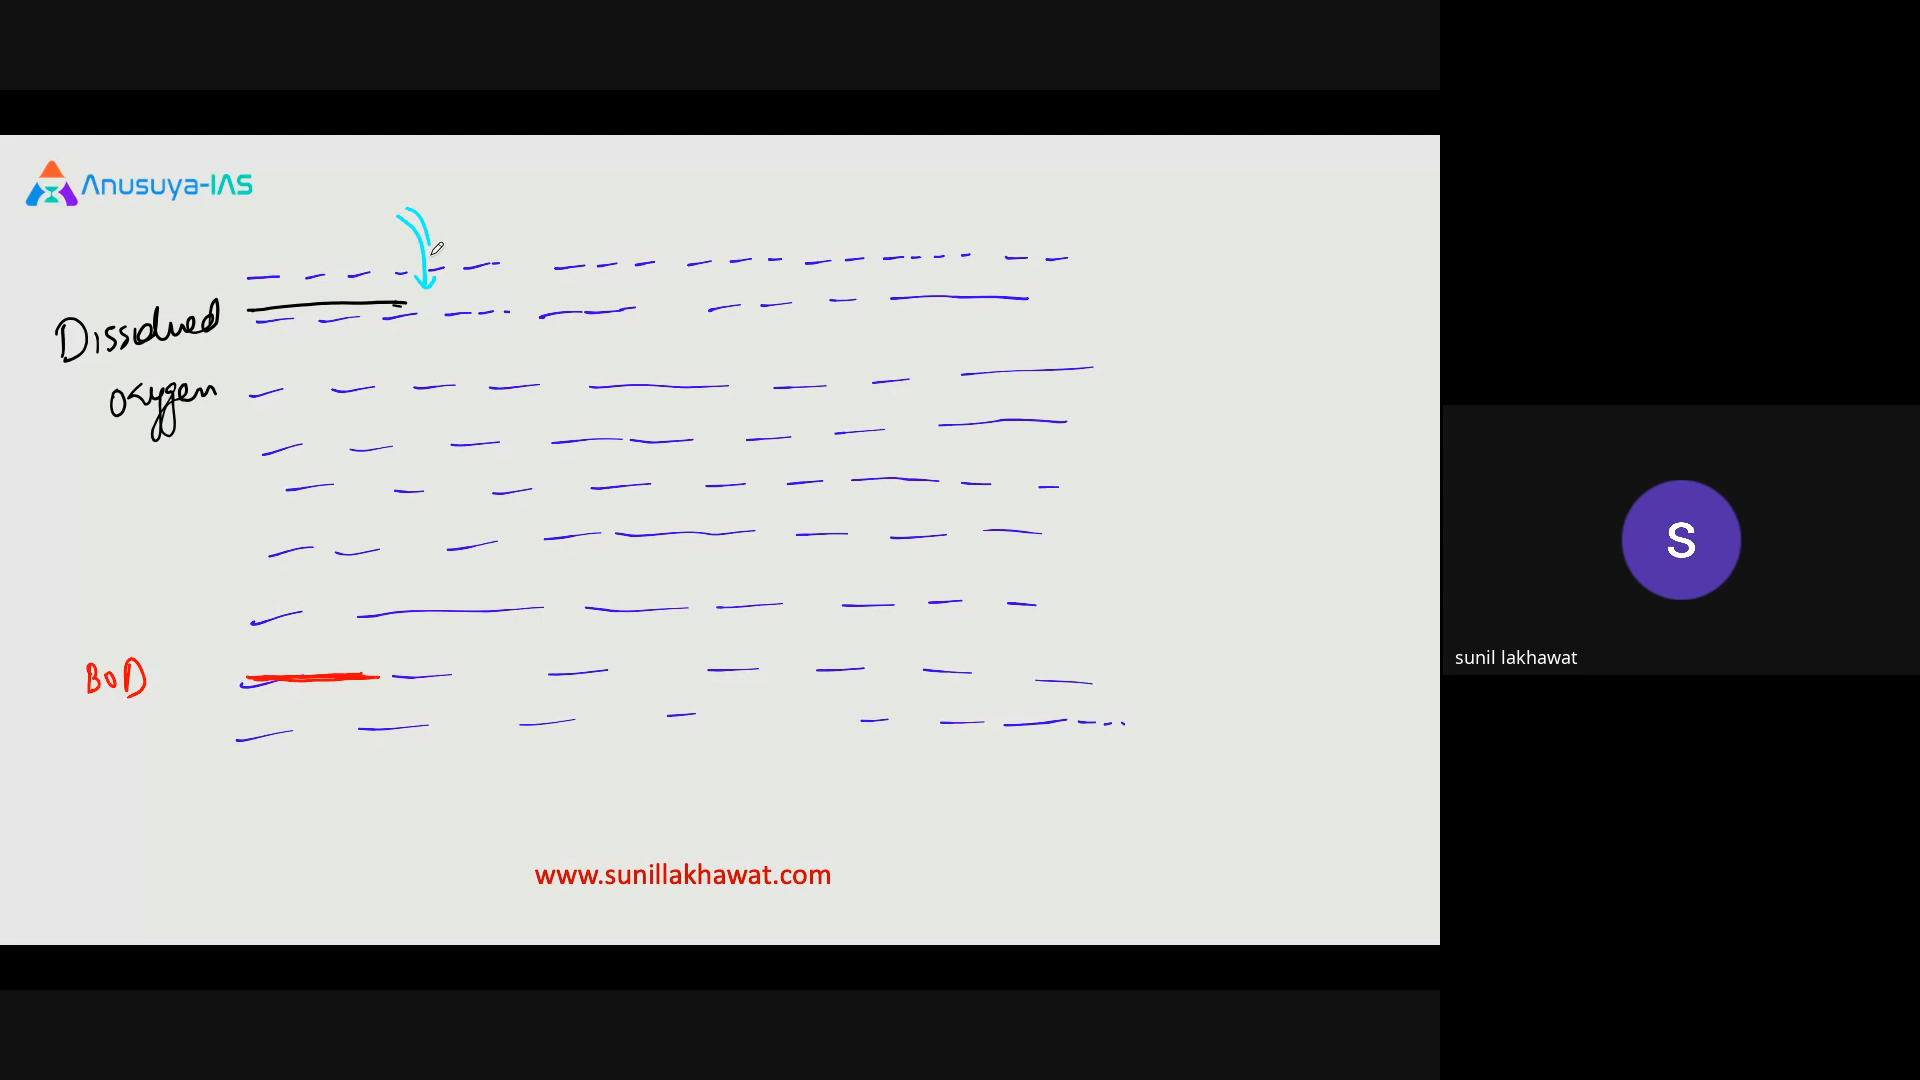 Anusuya-IAS
Dissolved
Oxygen
BOD
www.sunillakhawat.com
S
sunil lakhawat